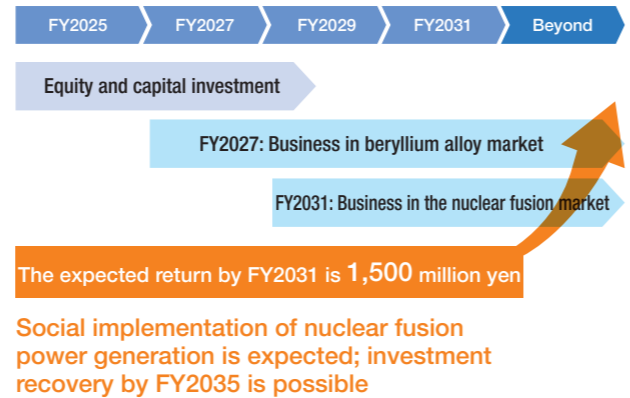 FY2025
FY2027
FY2029
FY2031
Beyond
Equity and capital investment
FY2027: Business in beryllium alloy market
FY2031: Business in the nuclear fusion market
The expected return by FY2031 is 1,500 million yen
Social implementation of nuclear fusion
power generation is expected; investment
recovery by FY2035 is possible